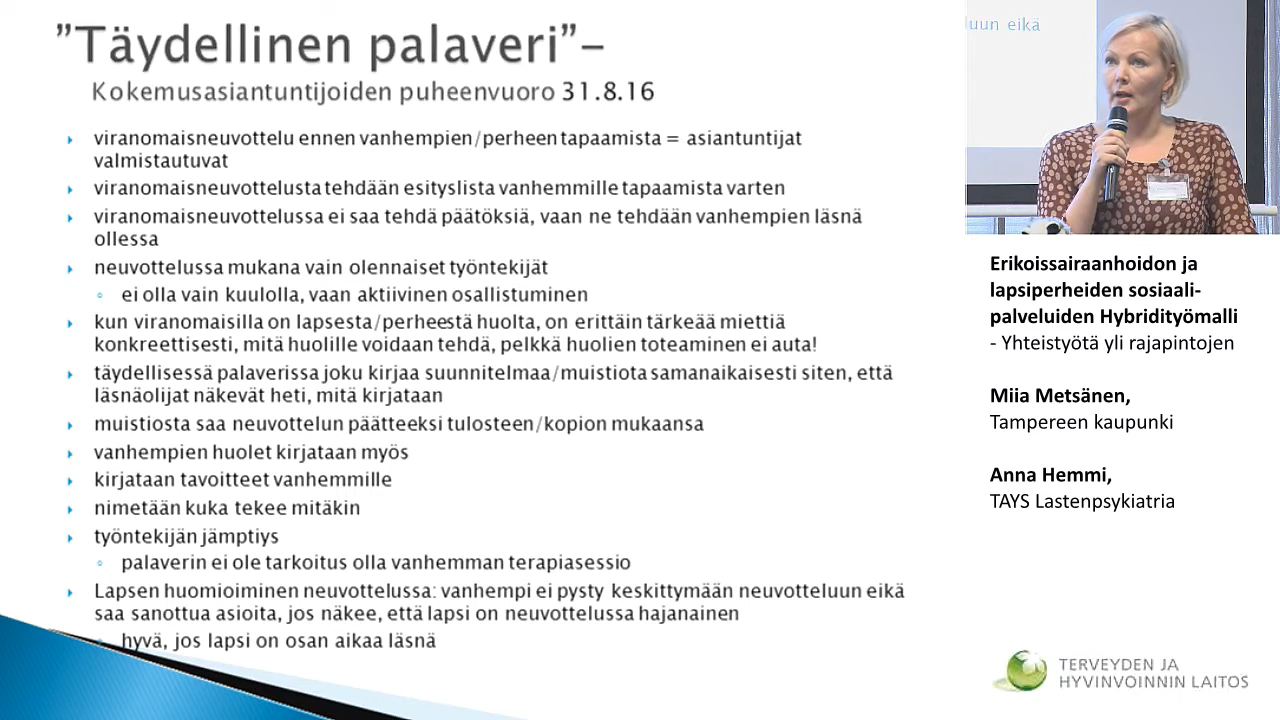 ”Täydellinen palaveri”–
Kokemusasiantuntijoiden puheenvuoro 31.8.16
viranomaisneuvottelu ennen vanhempien/perheen tapaamista = asiantuntijat
valmistautuvat
viranomaisneuvottelusta tehdään esityslista vanhemmille tapaamista varten
viranomaisneuvottelussa ei saa tehdä päätöksiä, vaan ne tehdään vanhempien läsnä
ollessa
neuvottelussa mukana vain olennaiset työntekijät
ei olla vain kuulolla, vaan aktiivinen osallistuminen
kun viranomaisilla on lapsesta/perheestä huolta, on erittäin tärkeää miettiä
konkreettisesti, mitä huolille voidaan tehdä, pelkkä huolien toteaminen ei auta!
täydellisessä palaverissa joku kirjaa suunnitelmaa/muistiota samanaikaisesti siten, että
läsnäolijat näkevät heti, mitä kirjataan
muistiosta saa neuvottelun päätteeksi tulosteen/kopion mukaansa
vanhempien huolet kirjataan myös
kirjataan tavoitteet vanhemmille
nimetään kuka tekee mitäkin
työntekijän jämptiys
palaverin ei ole tarkoitus olla vanhemman terapiasessio
Lapsen huomioiminen neuvottelussa: vanhempi ei pysty keskittymään neuvotteluun eikä
saa sanottua asioita, jos näkee, että lapsi on neuvottelussa hajanainen
hyvä, jos lapsi on osan aikaa läsnä
luun eikä
Erikoissairaanhoidon ja
lapsiperheiden sosiaali-
palveluiden Hybridityömalli
- Yhteistyötä yli rajapintojen
Miia Metsänen,
Tampereen kaupunki
Anna Hemmi,
TAYS Lastenpsykiatria
TERVEYDEN JA
HYVINVOINNIN LAITOS